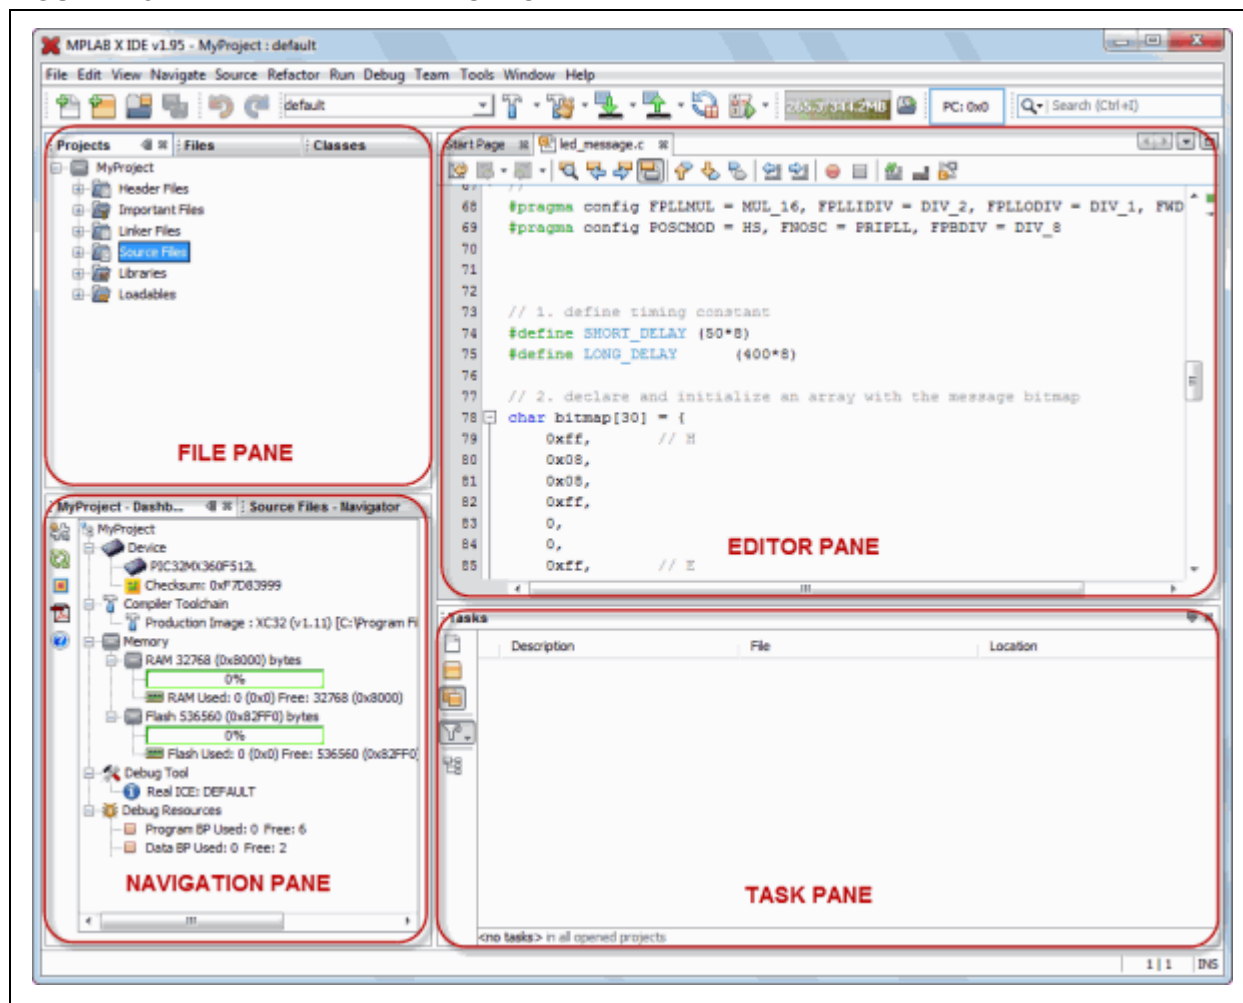 MPLAB X IDE v1.95 - MyProject : default
File Edit View Navigate Source Refactor Run Debug Team Tools Window Help
default
PC: 0x0
Search (Ctrl+I)
Projects Files Classes
MyProject
Header Files
Important Files
Linker Files
Source Files
Libraries
Loadables
FILE PANE
Start Page led_message.c
67 //
68 #pragma config FPLLMUL = MUL_16, FPLLIDIV = DIV_2, FPLLODIV = DIV_1, FWD
69 #pragma config POSCMOD = HS, FNOSC = PRIPLL, FPBDIV = DIV_8
70
71
72
73 // 1. define timing constant
74 #define SHORT_DELAY (50*8)
75 #define LONG_DELAY (400*8)
76
77 // 2. declare and initialize an array with the message bitmap
78 char bitmap[30] = {
79 0xff, // H
80 0x08,
81 0x08,
82 0xff,
83 0,
84 0,
85 0xff, // E
EDITOR PANE
MyProject - Dashb... Source Files - Navigator
MyProject
Device
PIC32MX360F512L
Checksum: 0xF7D83999
Compiler Toolchain
Production Image : XC32 (v1.11) [C:\Program Fi
Memory
RAM 32768 (0x8000) bytes
0%
RAM Used: 0 (0x0) Free: 32768 (0x8000)
Flash 536560 (0x82FF0) bytes
0%
Flash Used: 0 (0x0) Free: 536560 (0x82FF0)
Debug Tool
Real ICE: DEFAULT
Debug Resources
Program BP Used: 0 Free: 6
Data BP Used: 0 Free: 2
NAVIGATION PANE
Tasks
Description File Location
TASK PANE
<no tasks> in all opened projects
1 | 1 INS